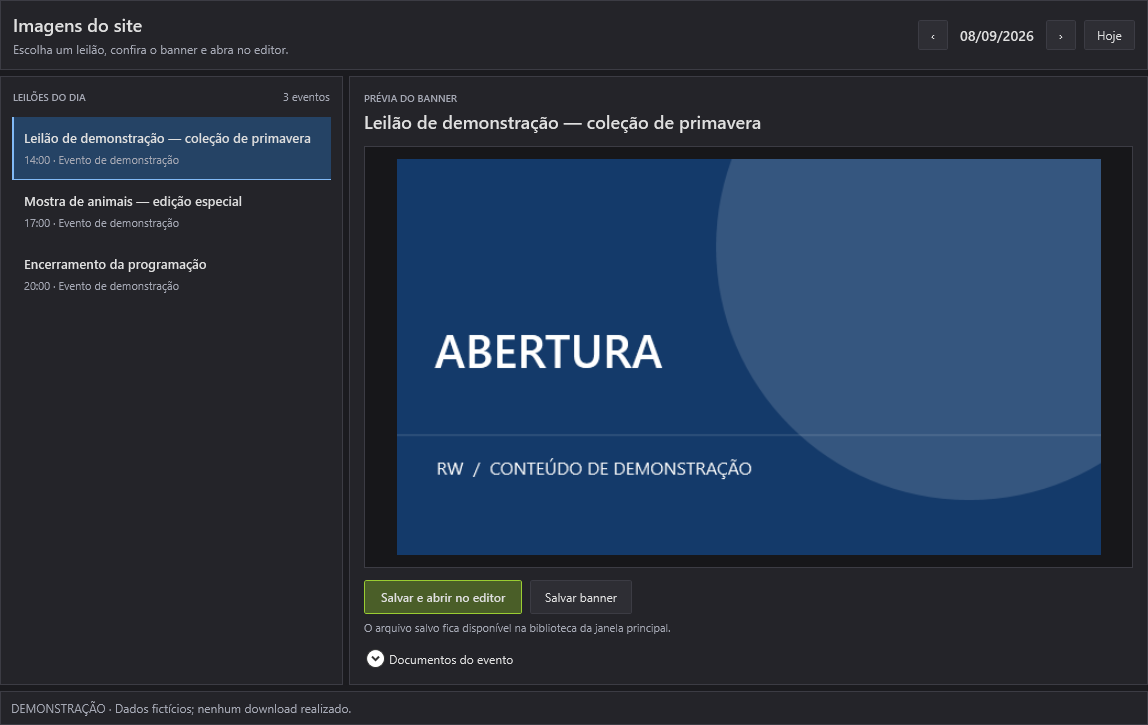 Imagens do site
Escolha um leilão, confira o banner e abra no editor.
‹ 08/09/2026 › Hoje
LEILÕES DO DIA 3 eventos
Leilão de demonstração — coleção de primavera
14:00 · Evento de demonstração
Mostra de animais — edição especial
17:00 · Evento de demonstração
Encerramento da programação
20:00 · Evento de demonstração
PRÉVIA DO BANNER
Leilão de demonstração — coleção de primavera
ABERTURA
RW / CONTEÚDO DE DEMONSTRAÇÃO
Salvar e abrir no editor Salvar banner
O arquivo salvo fica disponível na biblioteca da janela principal.
Documentos do evento
DEMONSTRAÇÃO · Dados fictícios; nenhum download realizado.